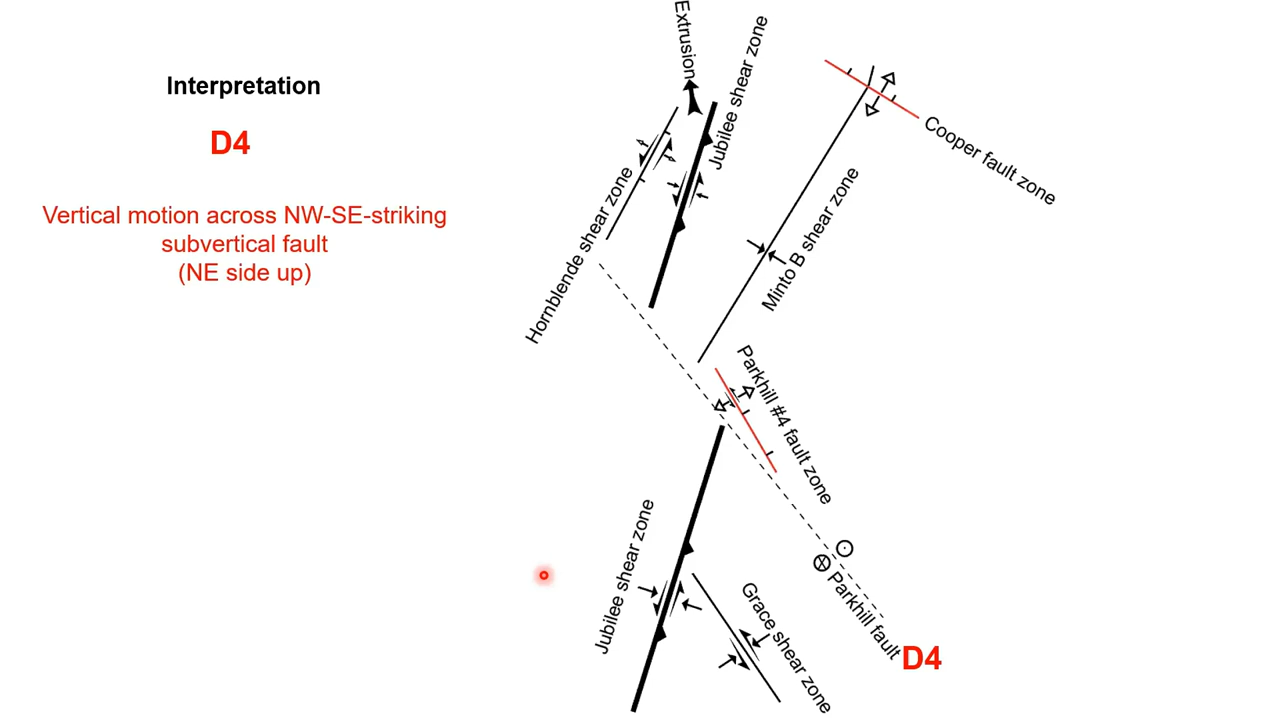 Interpretation
D4
Vertical motion across NW-SE-striking
subvertical fault
(NE side up)
Extrusion
Jubilee shear zone
Hornblende shear zone
Cooper fault zone
Minto B shear zone
Parkhill #4 fault zone
Jubilee shear zone
Grace shear zone
Parkhill fault
D4